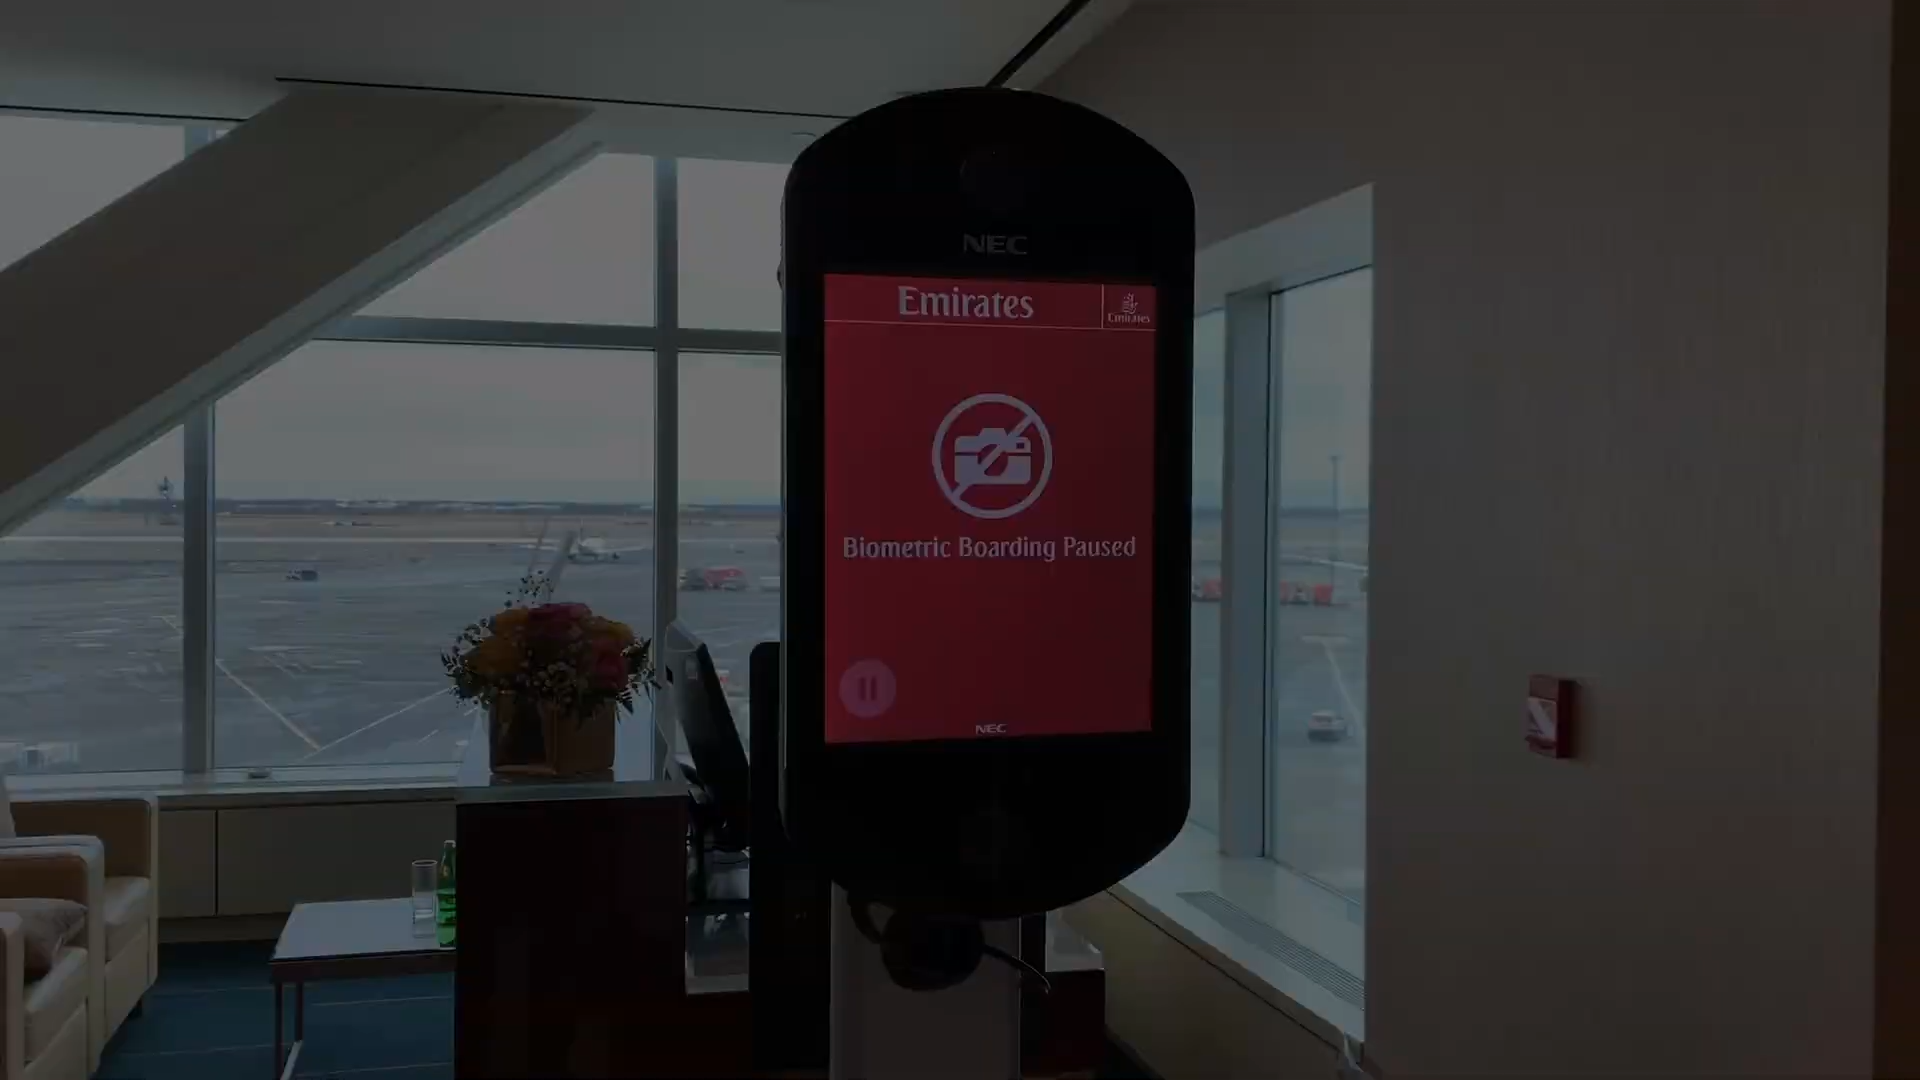 NEC
Emirates
Emirates
Biometric Boarding Paused
NEC